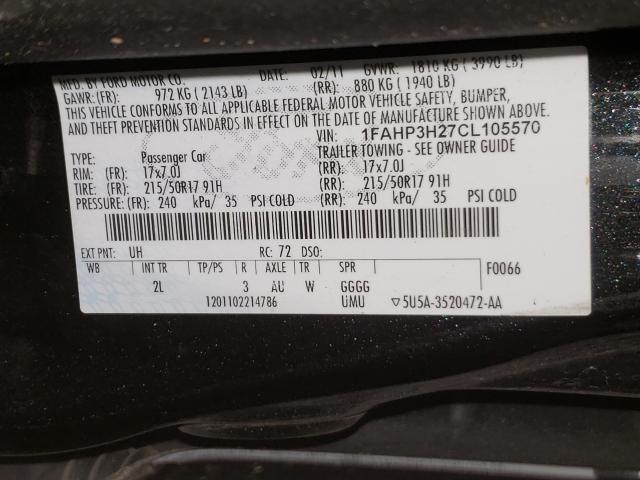 MFD. BY FORD MOTOR CO. DATE: 02/11 GVWR: 1810 KG ( 3990 LB)
GAWR: (FR): 972 KG ( 2143 LB) (RR): 880 KG ( 1940 LB)
THIS VEHICLE CONFORMS TO ALL APPLICABLE FEDERAL MOTOR VEHICLE SAFETY, BUMPER,
AND THEFT PREVENTION STANDARDS IN EFFECT ON THE DATE OF MANUFACTURE SHOWN ABOVE.
VIN: 1FAHP3H27CL105570
TYPE: Passenger Car TRAILER TOWING - SEE OWNER GUIDE
RIM: (FR): 17x7.0J (RR): 17x7.0J
TIRE: (FR): 215/50R17 91H (RR): 215/50R17 91H
PRESSURE: (FR): 240 kPa/ 35 PSI COLD (RR): 240 kPa/ 35 PSI COLD
EXT PNT: UH RC: 72 DSO:
WB INT TR TP/PS R AXLE TR SPR F0066
2L 3 AU W GGGG
1201102214786 UMU ▽5U5A-3520472-AA